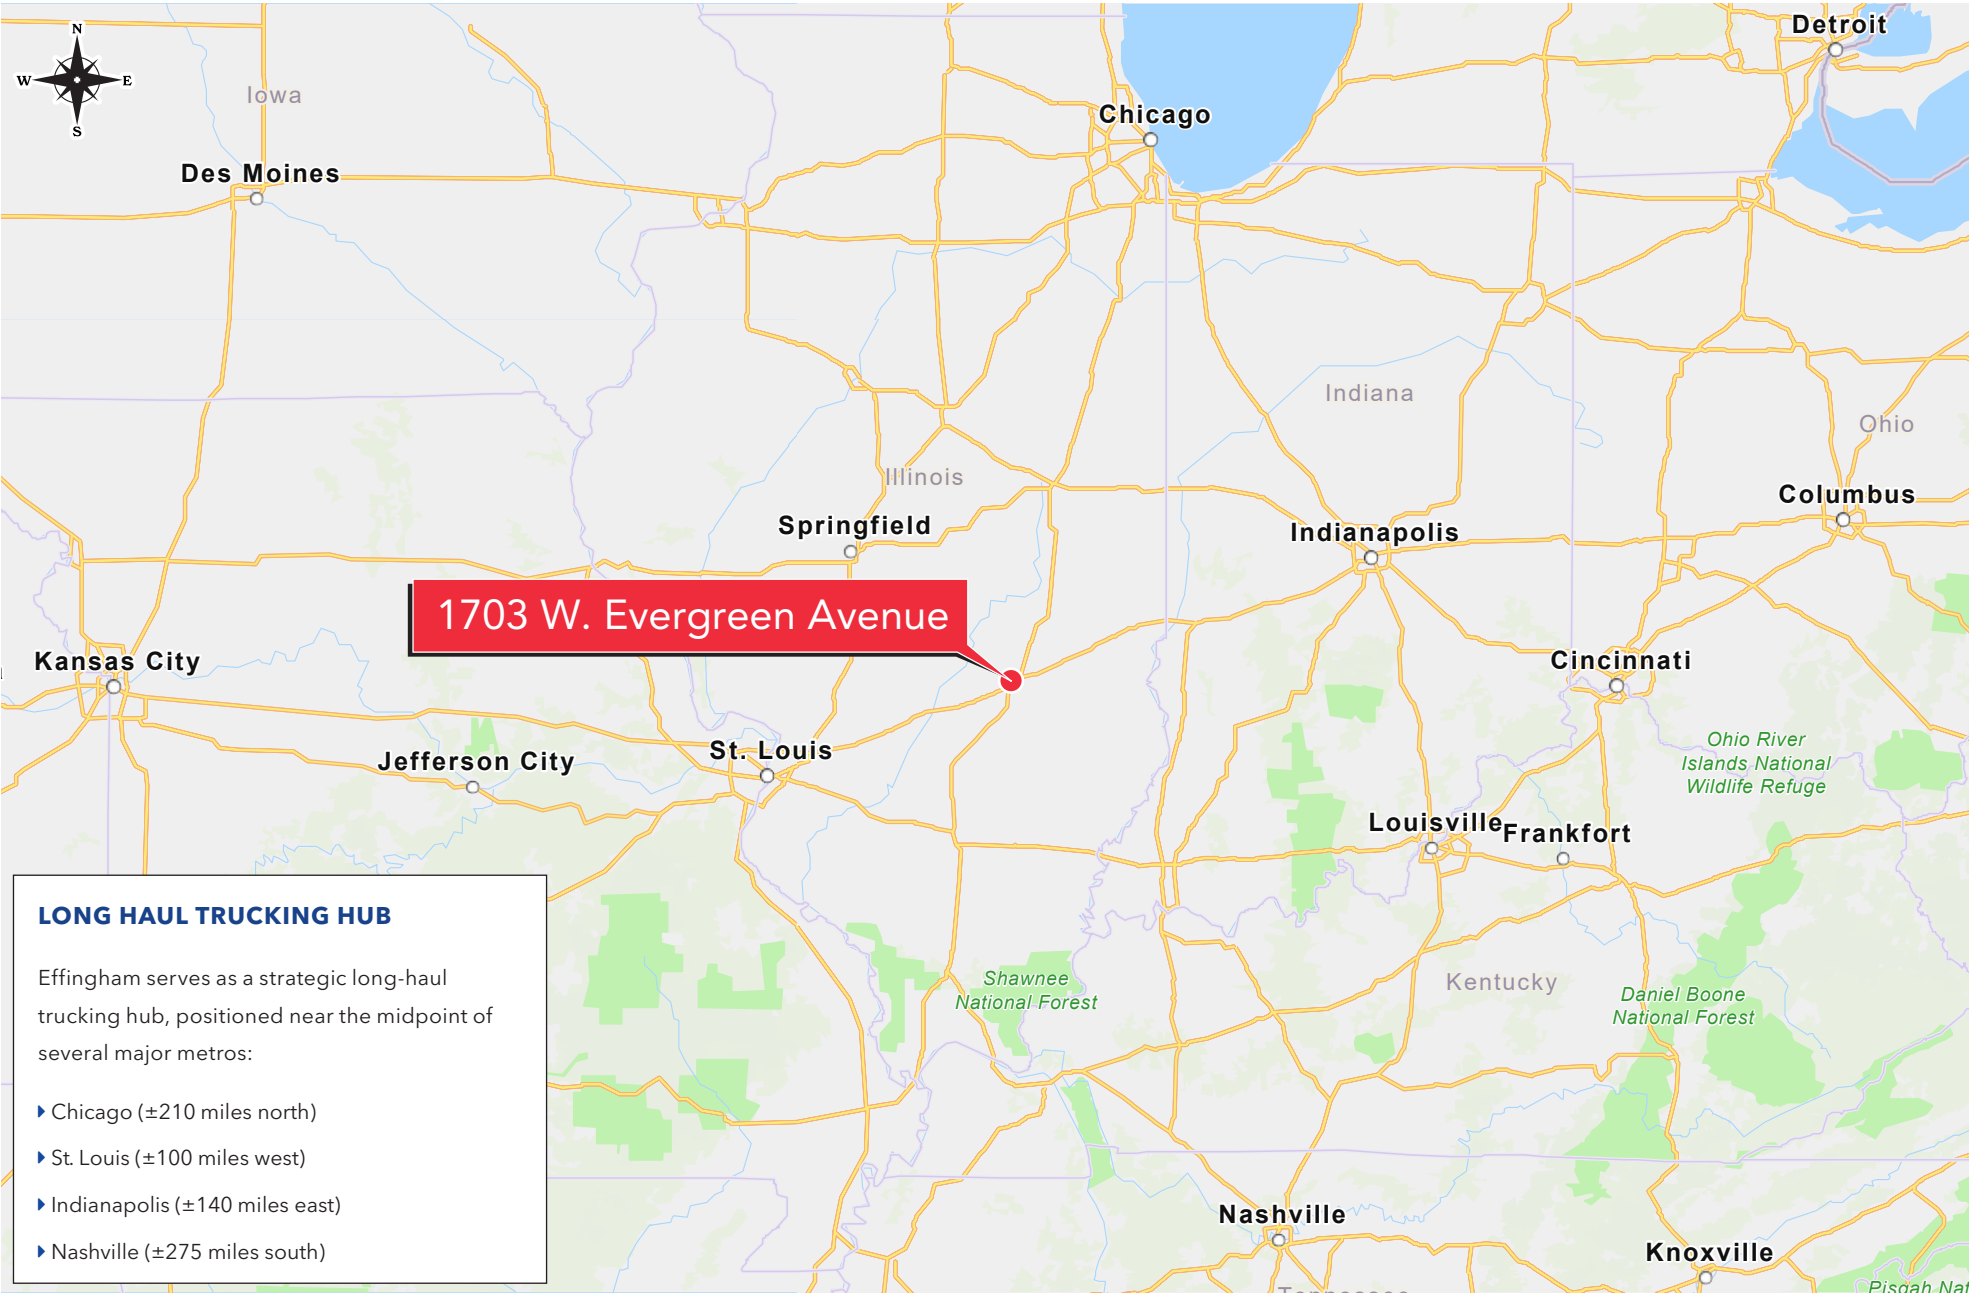 N
W E
S
Iowa
Des Moines
Chicago
Detroit
Indiana
Ohio
Illinois
Springfield
Indianapolis
Columbus
1703 W. Evergreen Avenue
Kansas City
Cincinnati
Jefferson City
St. Louis
Ohio River
Islands National
Wildlife Refuge
Louisville
Frankfort
LONG HAUL TRUCKING HUB
Effingham serves as a strategic long-haul
trucking hub, positioned near the midpoint of
several major metros:
Chicago (±210 miles north)
St. Louis (±100 miles west)
Indianapolis (±140 miles east)
Nashville (±275 miles south)
Shawnee
National Forest
Kentucky
Daniel Boone
National Forest
Nashville
Knoxville
Tennessee
Pisgah Nat